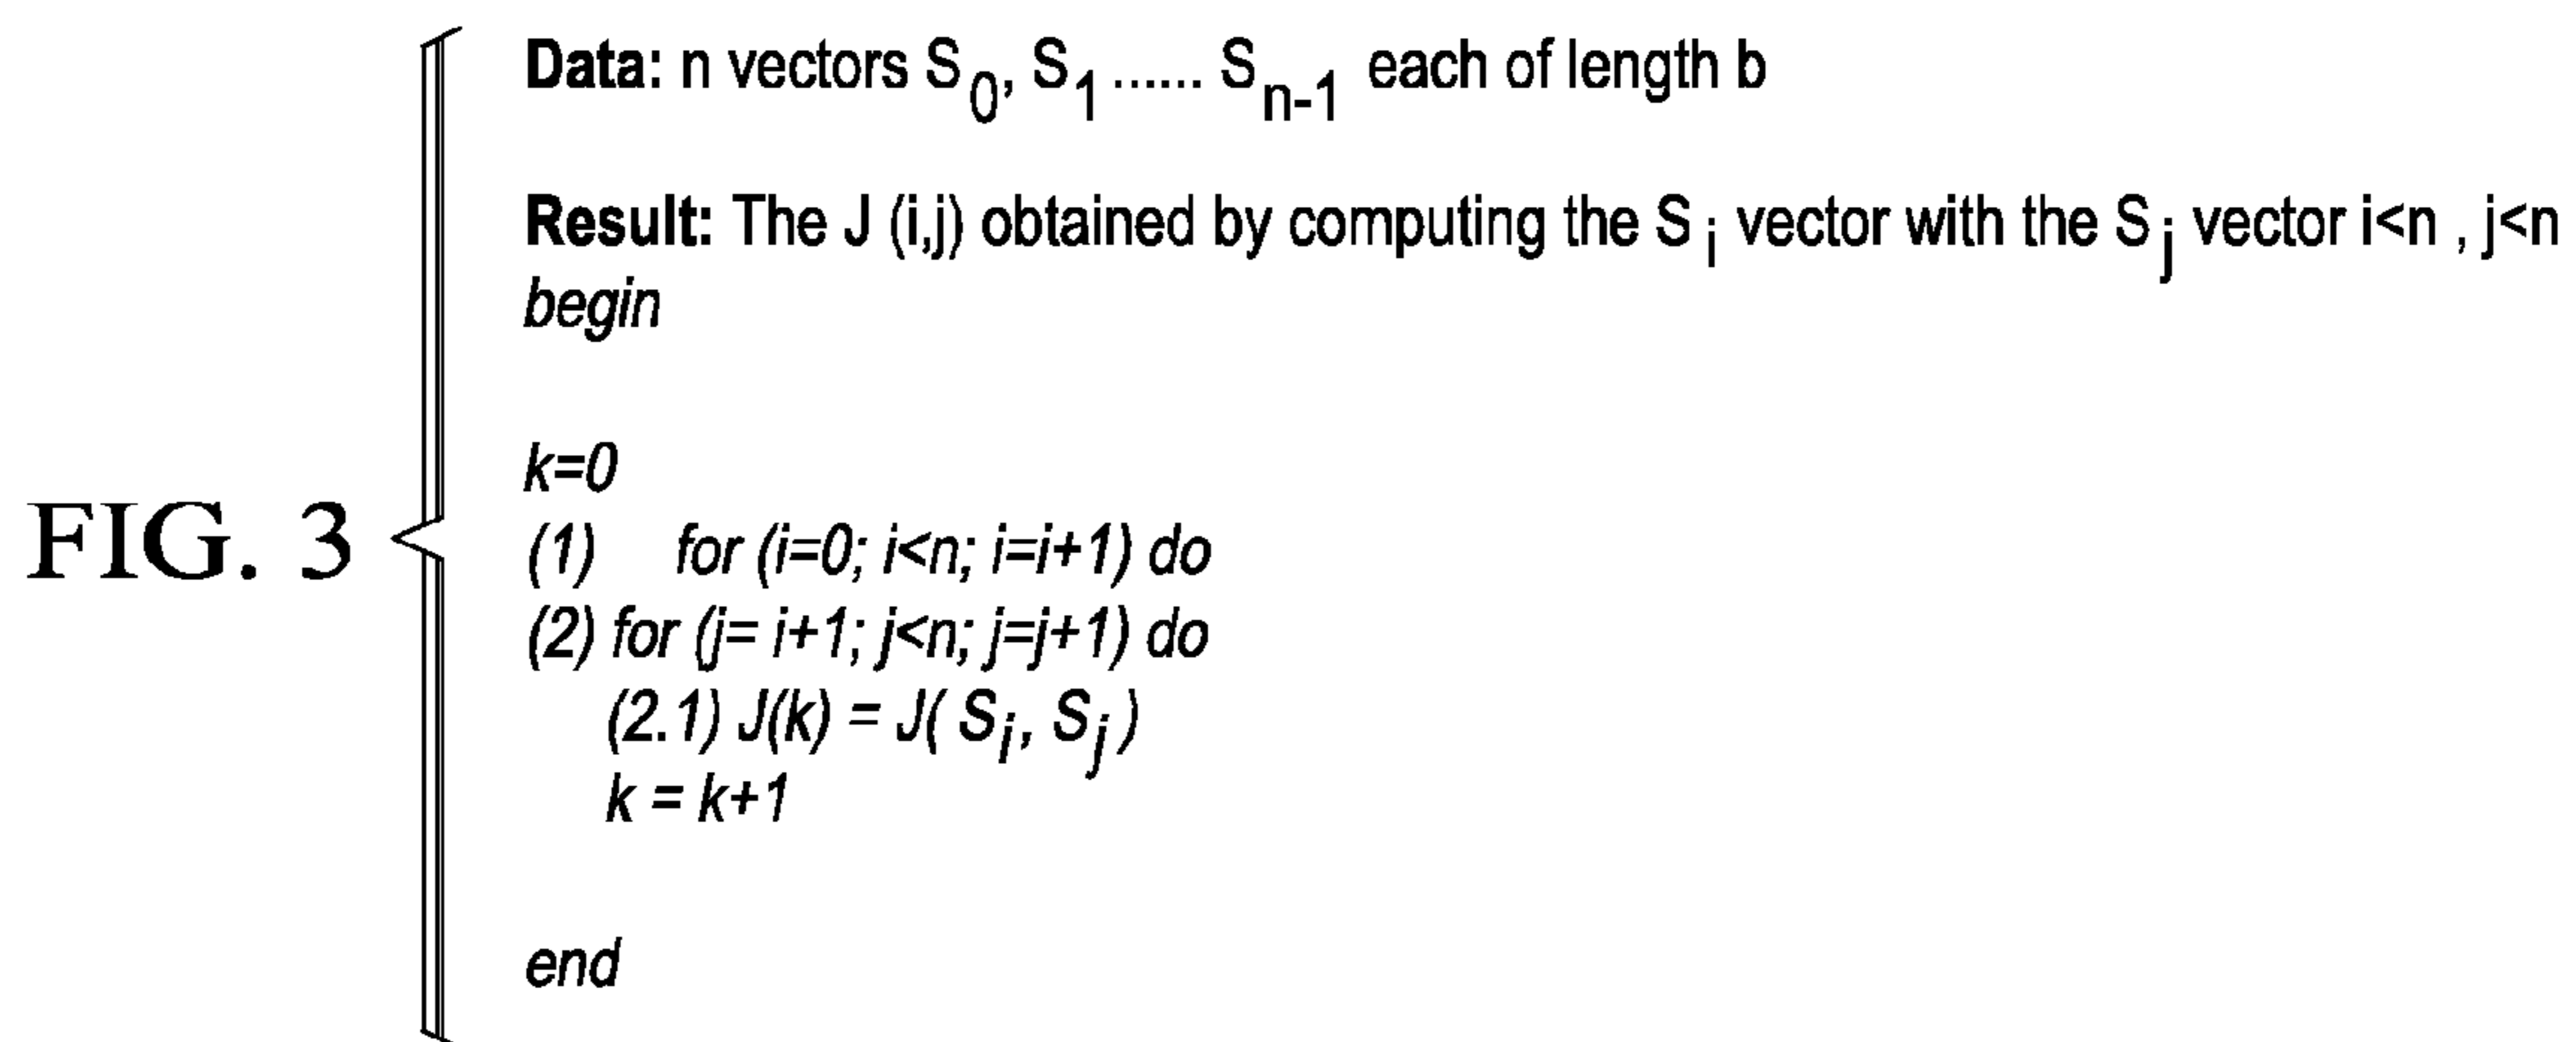 Data: n vectors S0, S1 ...... Sn-1 each of length b
Result: The J (i,j) obtained by computing the Si vector with the Sj vector i<n , j<n
begin
k=0
FIG. 3
(1) for (i=0; i<n; i=i+1) do
(2) for (j= i+1; j<n; j=j+1) do
(2.1) J(k) = J( Si, Sj )
k = k+1
end